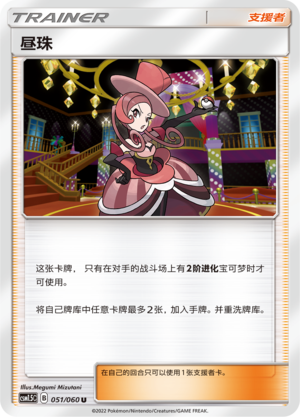 TRAINER
支援者
昼珠
这张卡牌，只有在对手的战斗场上有2阶进化宝可梦时才
可使用。
将自己牌库中任意卡牌最多2张，加入手牌。并重洗牌库。
Illus.Megumi Mizutani
CSM1.5C B 051/060 U
在自己的回合只可以使用1张支援者卡。
©2022 Pokémon/Nintendo/Creatures/GAME FREAK.